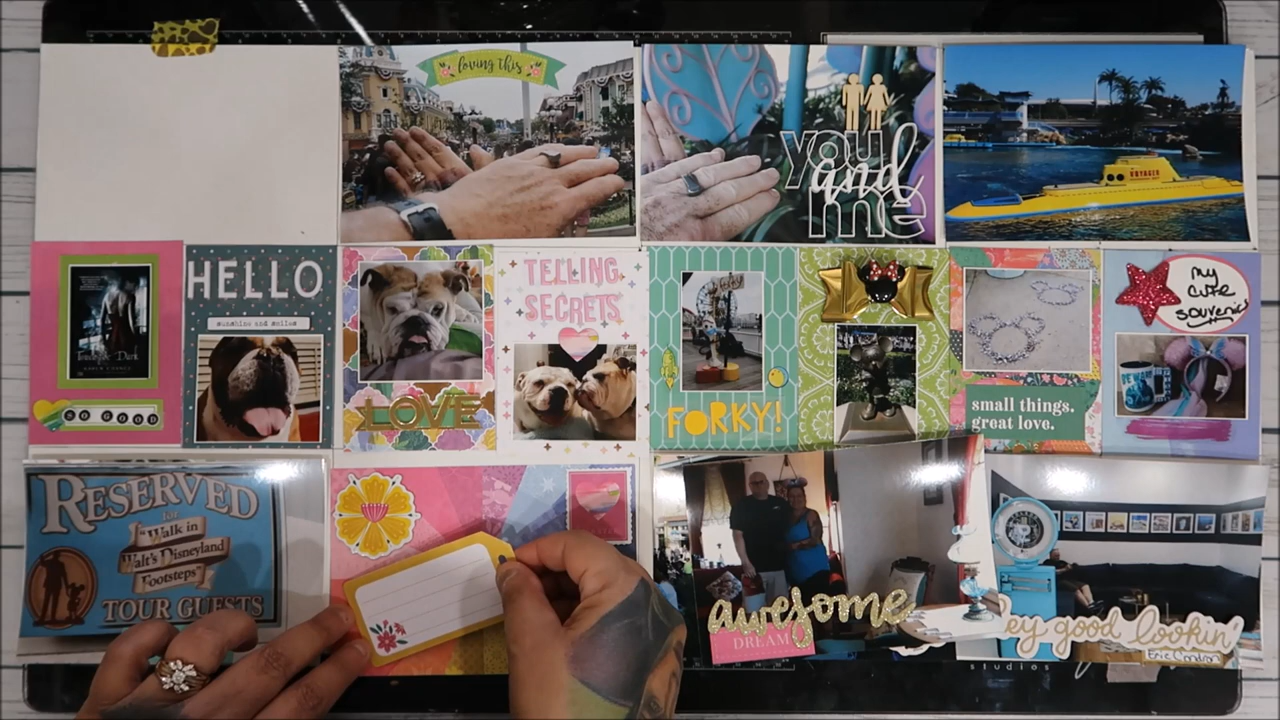 loving this
you
and
me
VOYAGER
HELLO
sunshine and smiles
SO GOOD
LOVE
TELLING
SECRETS
FORKY!
small things.
great love.
my
cute
souvenir
RESERVED
for
Walk in
Walt's Disneyland
Footsteps
TOUR GUESTS
awesome
DREAM
hey good lookin'
studios